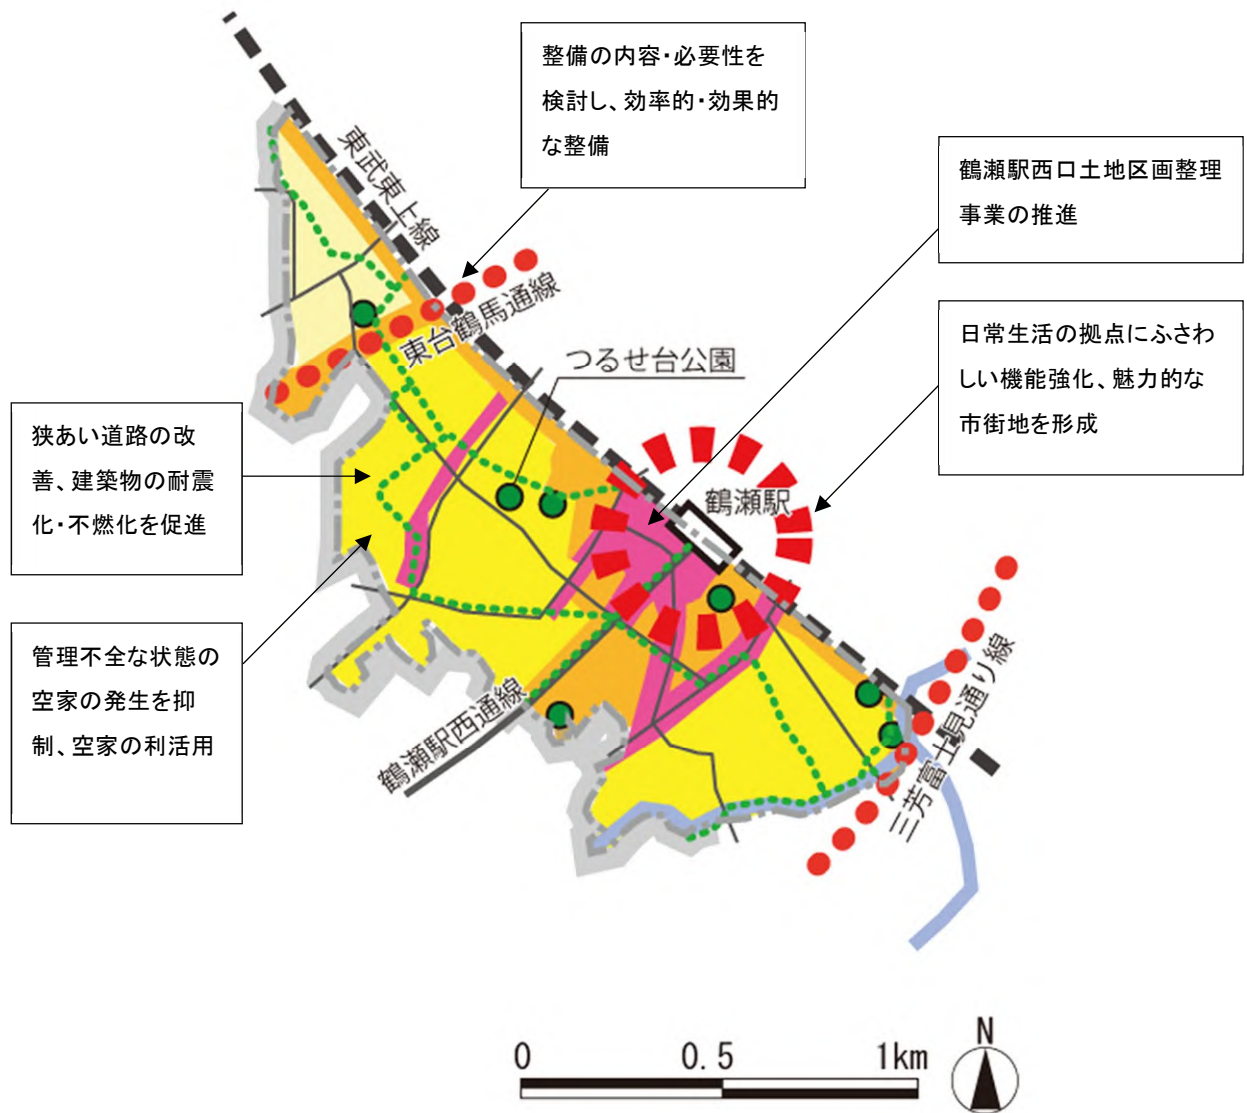 整備の内容・必要性を
検討し、効率的・効果的
な整備
鶴瀬駅西口土地区画整理
事業の推進
日常生活の拠点にふさわ
しい機能強化、魅力的な
市街地を形成
狭あい道路の改
善、建築物の耐震
化・不燃化を促進
管理不全な状態の
空家の発生を抑
制、空家の利活用
東武東上線
東台鶴馬通線
つるせ台公園
鶴瀬駅
鶴瀬駅西通線
三芳富士見通り線
0 0.5 1km
N